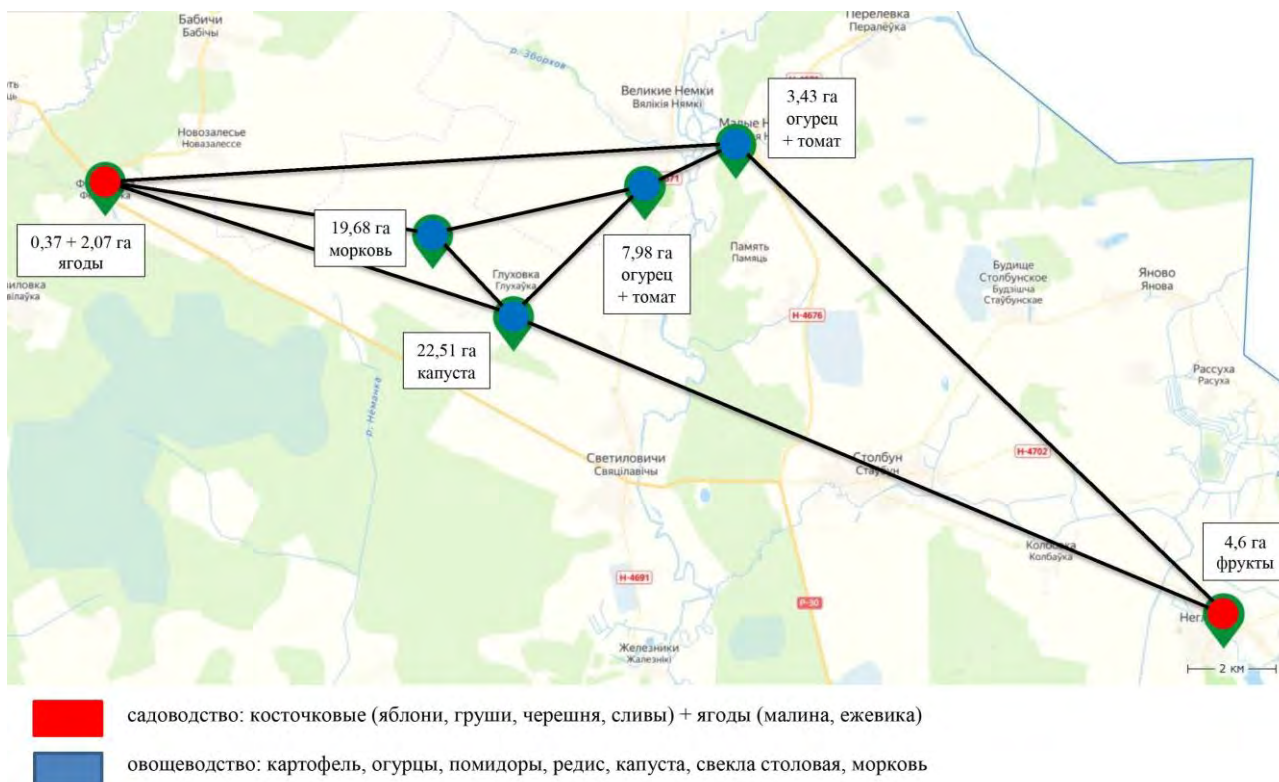 Бабичи
Бабічы
Перелевка
Пералёўка
р. Зборхов
Великие Немки
Вялікія Нямкі
3,43 га
огурец
+ томат
Новозалесье
Новазалессе
0,37 + 2,07 га
ягоды
19,68 га
морковь
7,98 га
огурец
+ томат
Память
Памяць
Глуховка
Глухаўка
Будище
Столбунское
Будзішча
Стаўбунскае
Яново
Янова
Н-4676
22,51 га
капуста
Рассуха
Расуха
р. Нёманка
Светиловичи
Свяцілавічы
Столбун
Стаўбун
Н-4702
4,6 га
фрукты
Колбовка
Колбаўка
Н-4691
Р-30
Железники
Жалезнікі
2 км
садоводство: косточковые (яблони, груши, черешня, сливы) + ягоды (малина, ежевика)
овощеводство: картофель, огурцы, помидоры, редис, капуста, свекла столовая, морковь